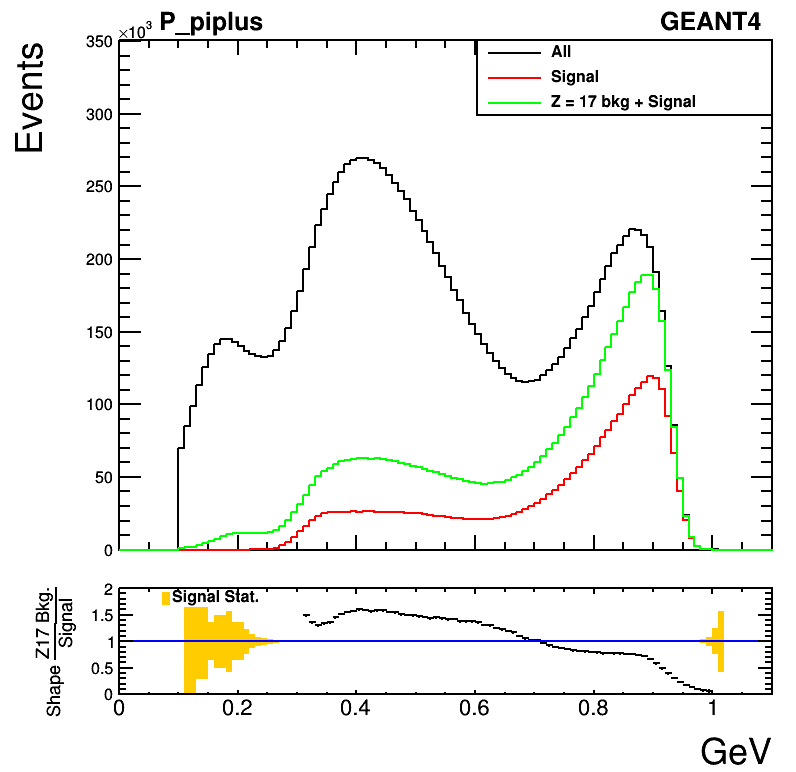 P_piplus
GEANT4
×10³
Events
350
300
250
200
150
100
50
0
All
Signal
Z = 17 bkg + Signal
Shape Z17 Bkg.
Signal
2
1.5
1
0.5
0
Signal Stat.
0 0.2 0.4 0.6 0.8 1
GeV